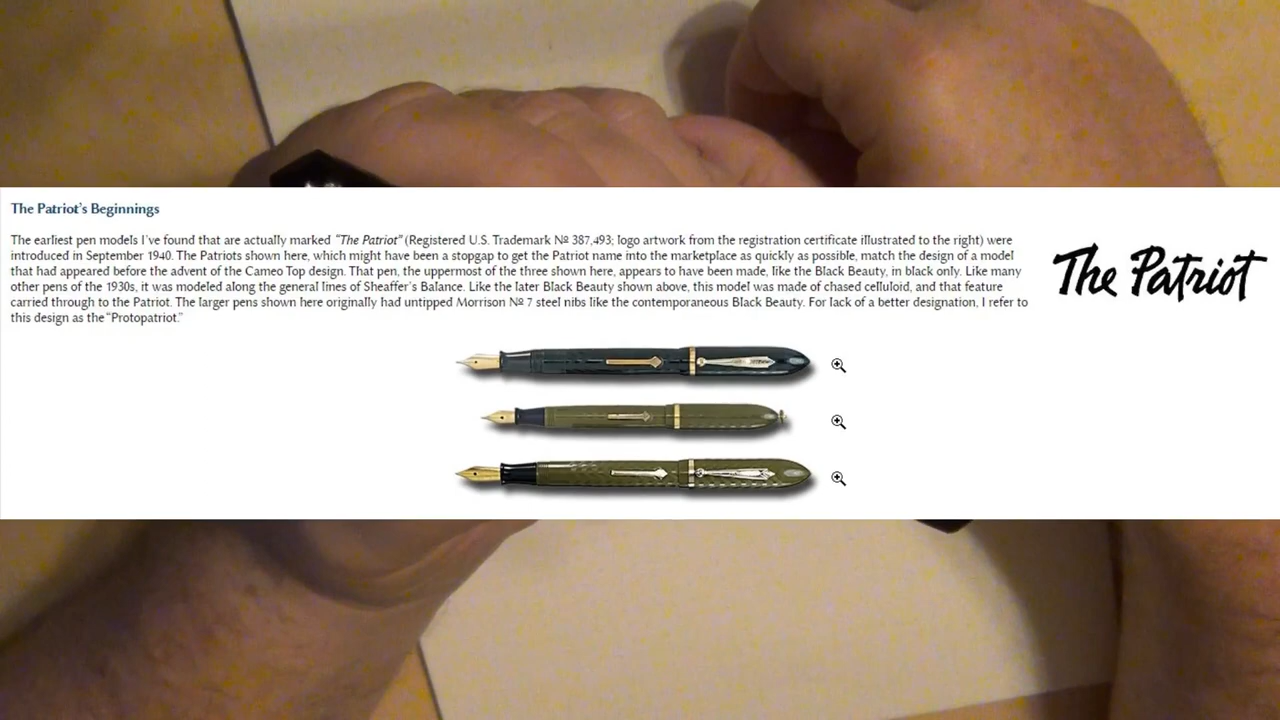 The Patriot's Beginnings
The earliest pen models I've found that are actually marked "The Patriot" (Registered U.S. Trademark № 387,493; logo artwork from the registration certificate illustrated to the right) were
introduced in September 1940. The Patriots shown here, which might have been a stopgap to get the Patriot name into the marketplace as quickly as possible, match the design of a model
that had appeared before the advent of the Cameo Top design. That pen, the uppermost of the three shown here, appears to have been made, like the Black Beauty, in black only. Like many
other pens of the 1930s, it was modeled along the general lines of Sheaffer's Balance. Like the later Black Beauty shown above, this model was made of chased celluloid, and that feature
carried through to the Patriot. The larger pens shown here originally had untipped Morrison № 7 steel nibs like the contemporaneous Black Beauty. For lack of a better designation, I refer to
this design as the "Protopatriot."
The Patriot